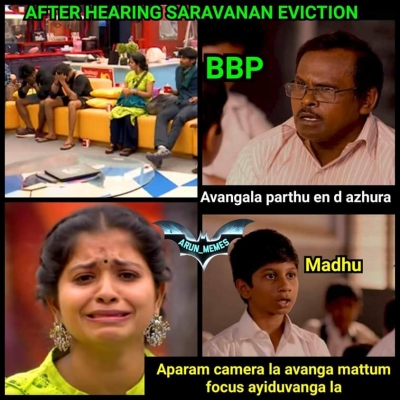 AFTER HEARING SARAVANAN EVICTION
BBP
Avangala parthu en d azhura
ARUN_MEMES
Madhu
Aparam camera la avanga mattum
focus ayiduvanga la